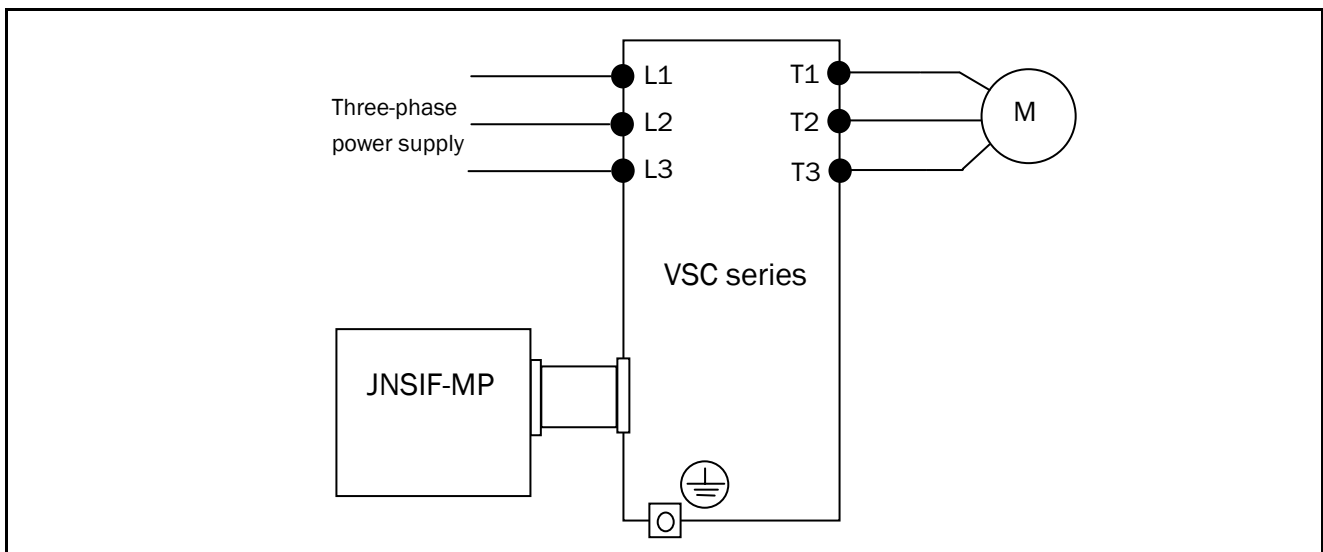 L1
T1
Three-phase
power supply
L2
T2
M
L3
T3
VSC series
JNSIF-MP